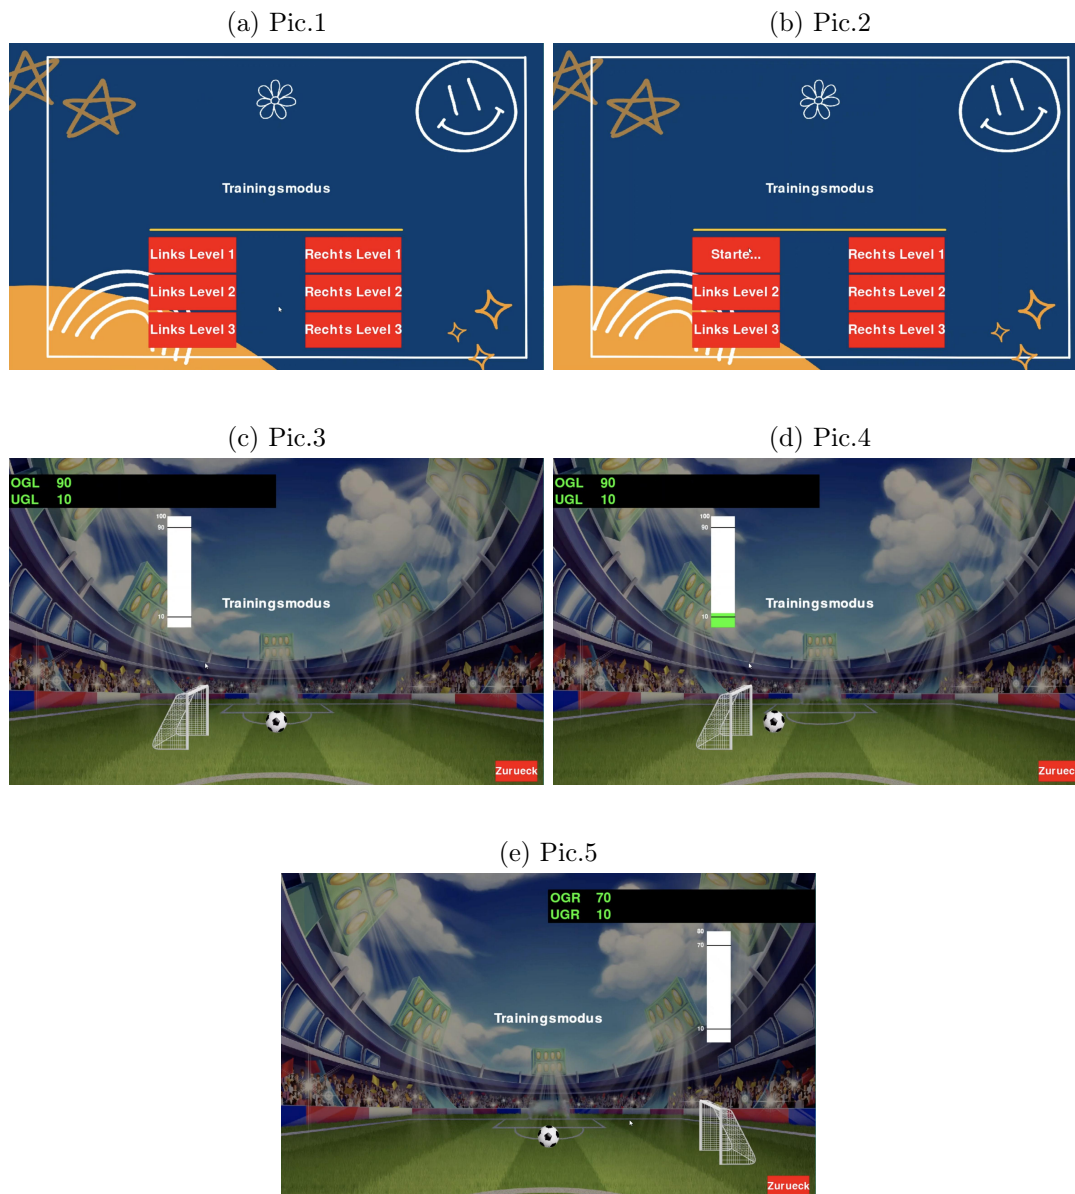 (a) Pic.1
(b) Pic.2
Trainingsmodus
Links Level 1
Rechts Level 1
Links Level 2
Rechts Level 2
Links Level 3
Rechts Level 3
Trainingsmodus
Starte...
Rechts Level 1
Links Level 2
Rechts Level 2
Links Level 3
Rechts Level 3
(c) Pic.3
(d) Pic.4
OGL 90
UGL 10
100
90
10
Trainingsmodus
Zurueck
OGL 90
UGL 10
100
90
10
Trainingsmodus
Zuruec
(e) Pic.5
OGR 70
UGR 10
80
70
10
Trainingsmodus
Zurueck